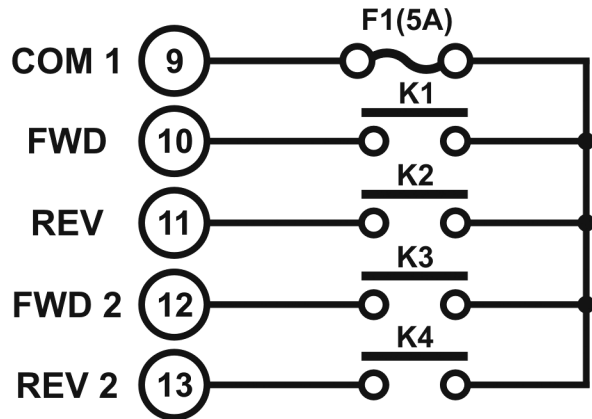 F1(5A)
COM 1 9
K1
FWD 10
K2
REV 11
K3
FWD 2 12
K4
REV 2 13